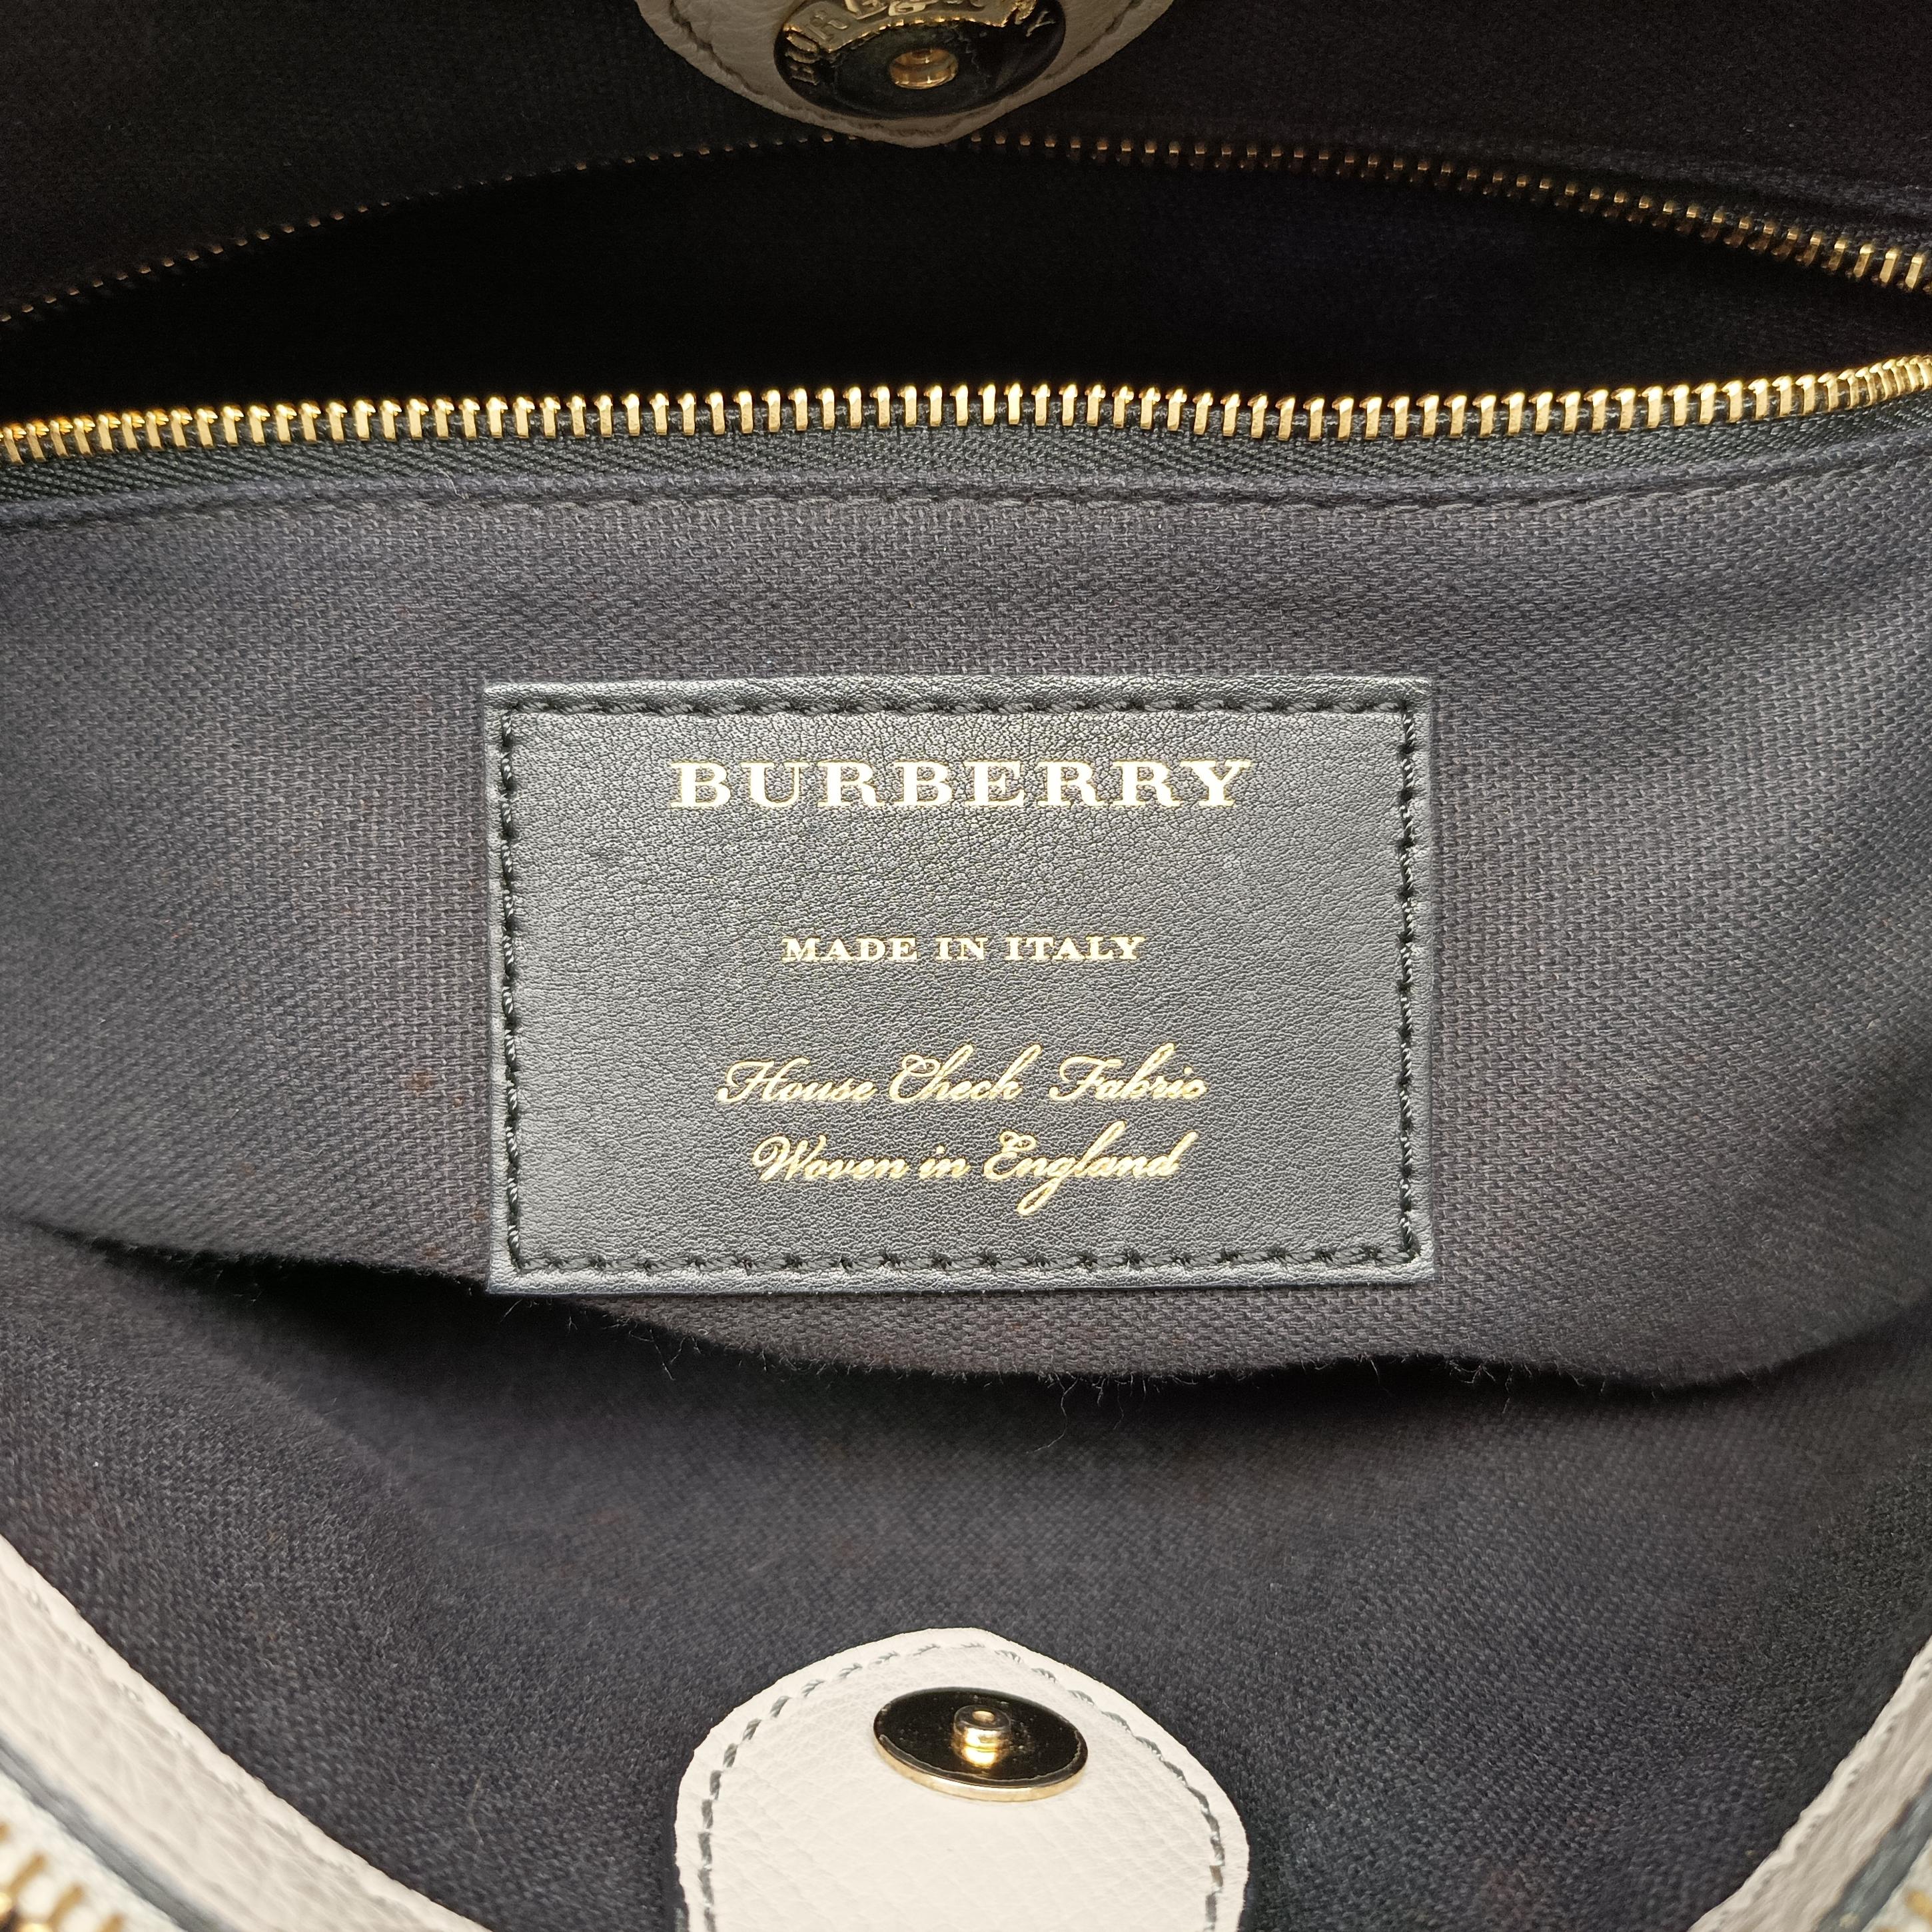 BURBERRY
MADE IN ITALY
House Check Fabric
Woven in England